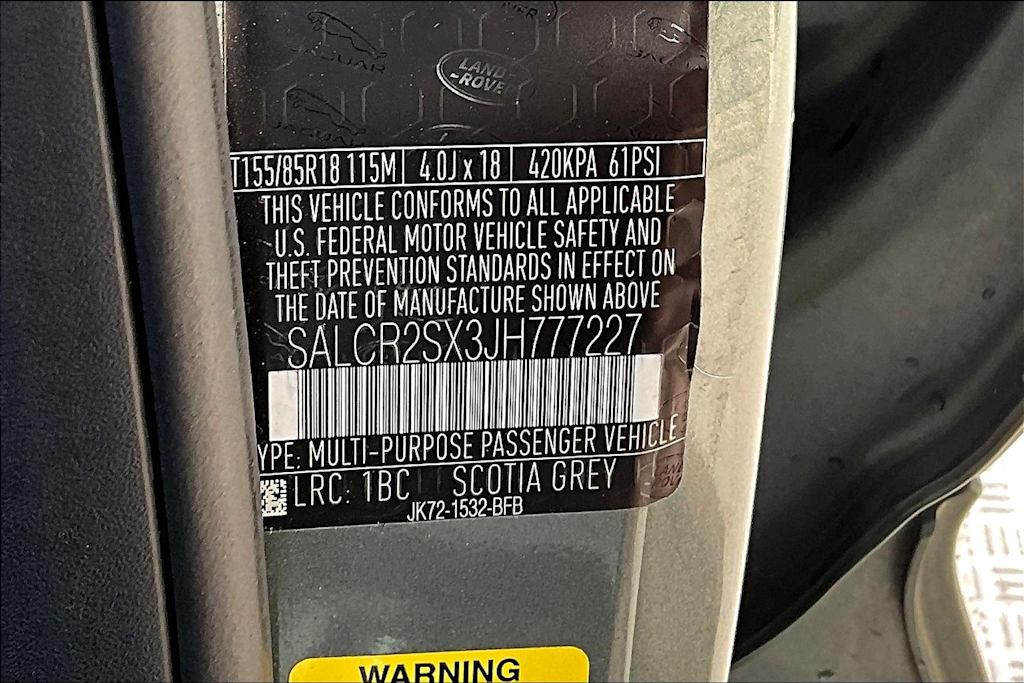 JAGUAR
LAND
-ROVER
JAGUAR
T155/85R18 115M | 4.0J x 18 | 420KPA 61PSI
THIS VEHICLE CONFORMS TO ALL APPLICABLE
U.S. FEDERAL MOTOR VEHICLE SAFETY AND
THEFT PREVENTION STANDARDS IN EFFECT ON
THE DATE OF MANUFACTURE SHOWN ABOVE
SALCR2SX3JH777227
YPE: MULTI-PURPOSE PASSENGER VEHICLE
LRC: 1BC SCOTIA GREY
JK72-1532-BFB
WARNING